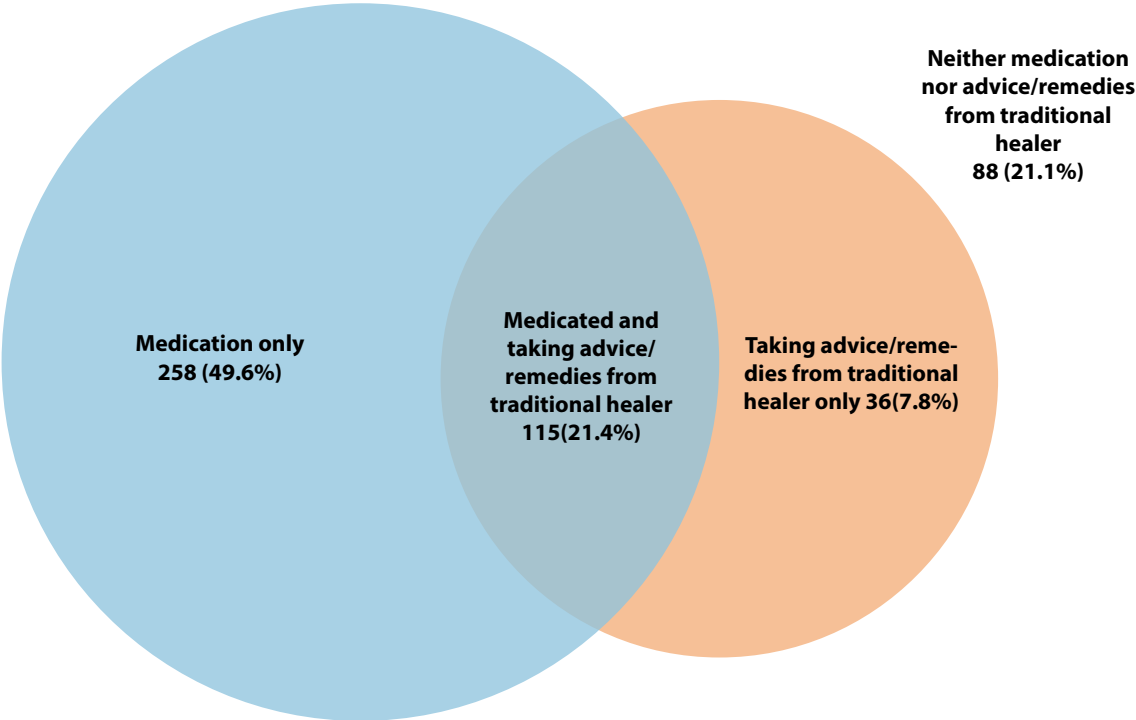 Neither medication
nor advice/remedies
from traditional
healer
88 (21.1%)
Medication only
258 (49.6%)
Medicated and
taking advice/
remedies from
traditional healer
115(21.4%)
Taking advice/reme-
dies from traditional
healer only 36(7.8%)